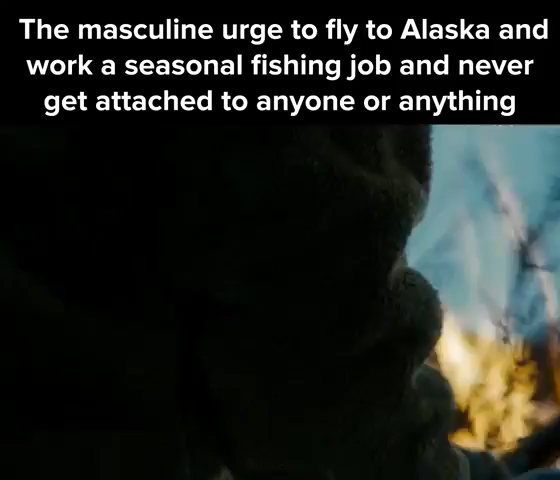 The masculine urge to fly to Alaska and
work a seasonal fishing job and never
get attached to anyone or anything